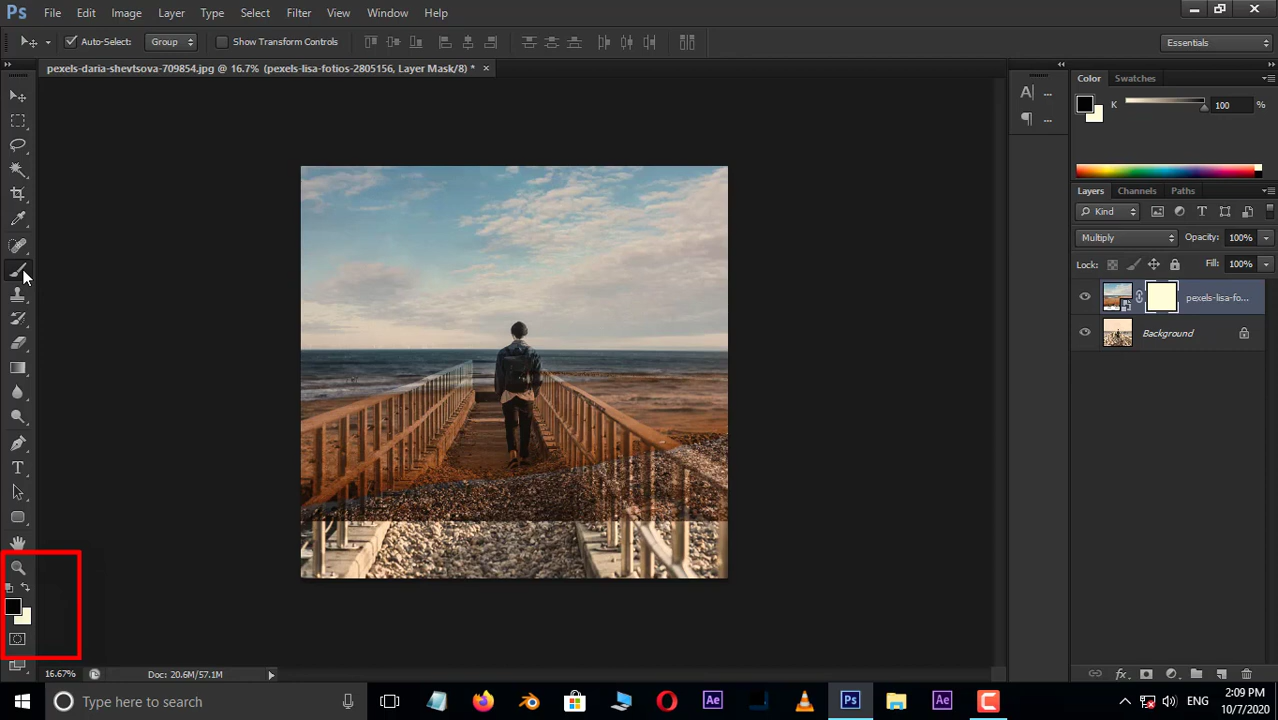 Ps File Edit Image Layer Type Select Filter View Window Help
Auto-Select: Group Show Transform Controls Essentials
pexels-daria-shevtsova-709854.jpg @ 16.7% (pexels-lisa-fotios-2805156, Layer Mask/8) * ×
Color Swatches
K 100 %
Layers Channels Paths
Kind
Multiply Opacity: 100%
Lock: Fill: 100%
pexels-lisa-fo...
Background
16.67% Doc: 20.6M/57.1M
Type here to search Ae Ps Ae ENG
2:09 PM
10/7/2020